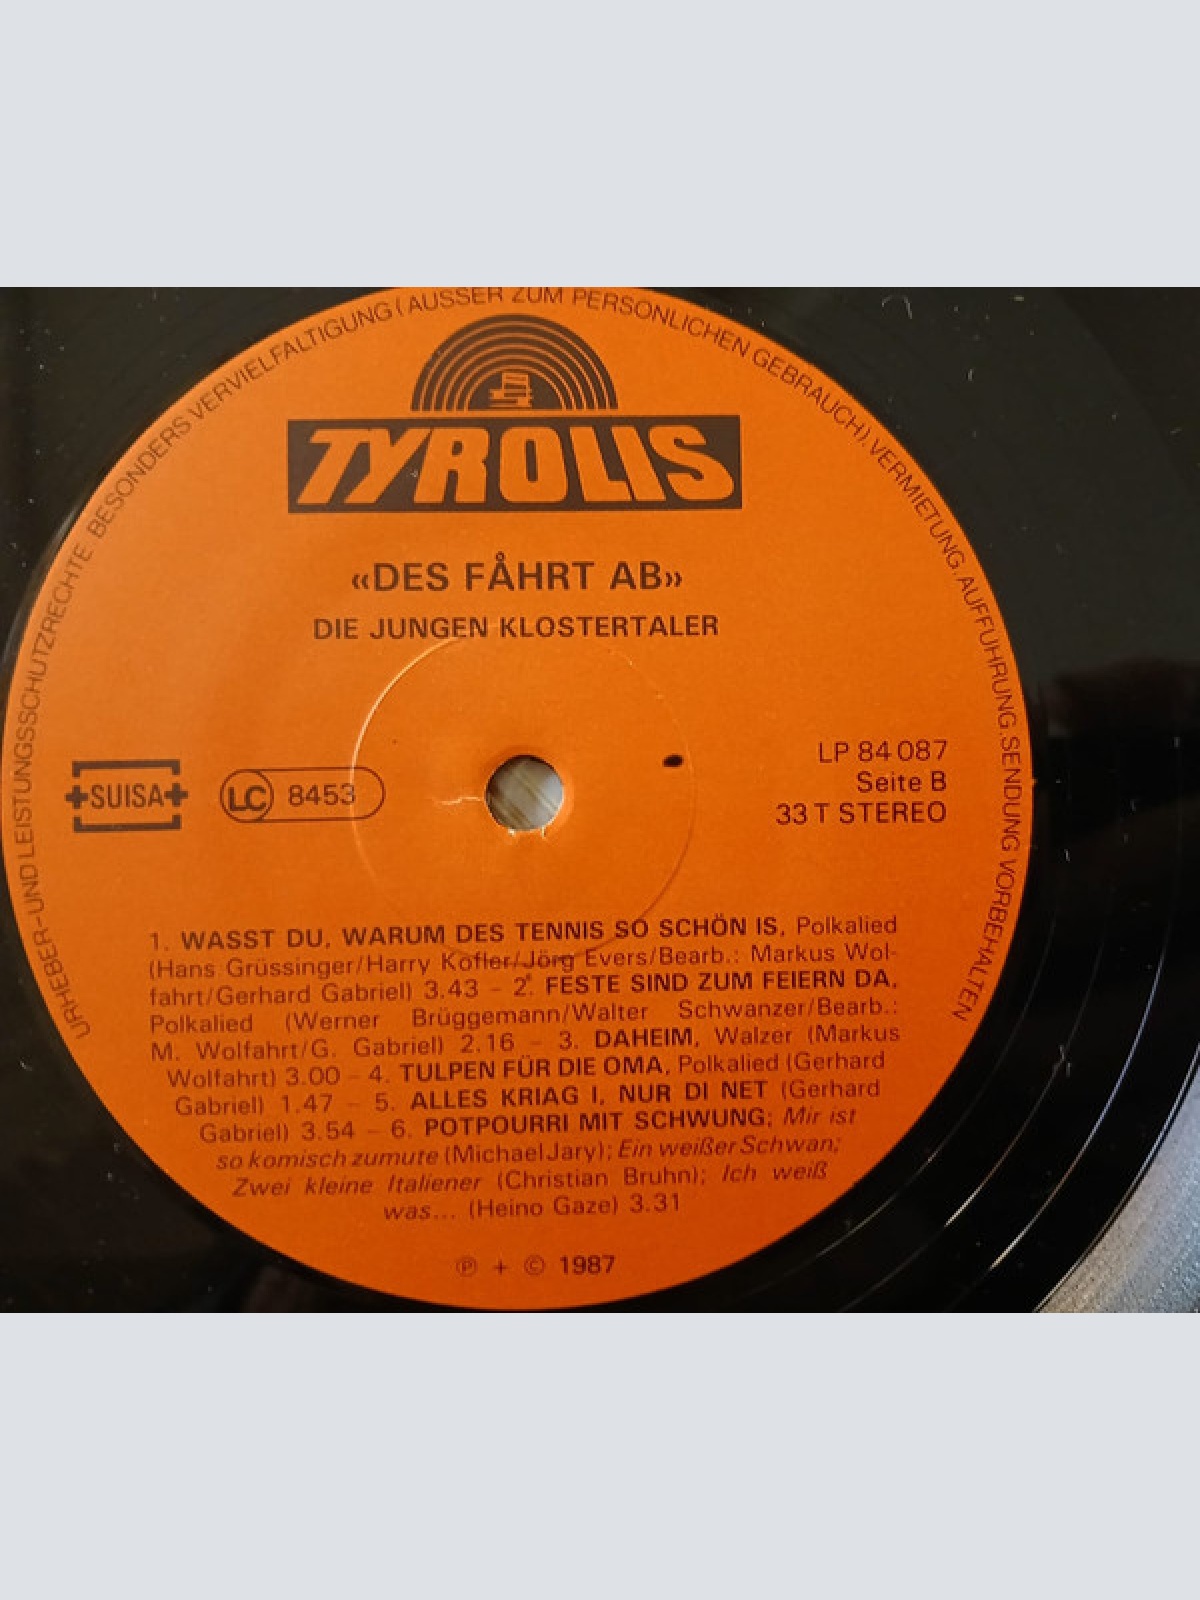 URHEBER-UND LEISTUNGSSCHUTZRECHTE BESONDERS VERVIELFALTIGUNG (AUSSER ZUM PERSONLICHEN GEBRAUCH). VERMIETUNG. AUFFUHRUNG. SENDUNG VORBEHALTEN
TYROLIS
«DES FÅHRT AB»
DIE JUNGEN KLOSTERTALER
SUISA
LC 8453
LP 84 087
Seite B
33 T STEREO
1. WASST DU, WARUM DES TENNIS SO SCHÖN IS, Polkalied
(Hans Grüssinger/Harry Kofler/Jörg Evers/Bearb.: Markus Wol-
fahrt/Gerhard Gabriel) 3.43 – 2. FESTE SIND ZUM FEIERN DA,
Polkalied (Werner Brüggemann/Walter Schwanzer/Bearb.:
M. Wolfahrt/G. Gabriel) 2.16 – 3. DAHEIM, Walzer (Markus
Wolfahrt) 3.00 – 4. TULPEN FÜR DIE OMA, Polkalied (Gerhard
Gabriel) 1.47 – 5. ALLES KRIAG I, NUR DI NET (Gerhard
Gabriel) 3.54 – 6. POTPOURRI MIT SCHWUNG: Mir ist
so komisch zumute (Michael Jary); Ein weißer Schwan;
Zwei kleine Italiener (Christian Bruhn); Ich weiß
was... (Heino Gaze) 3.31
℗ + © 1987